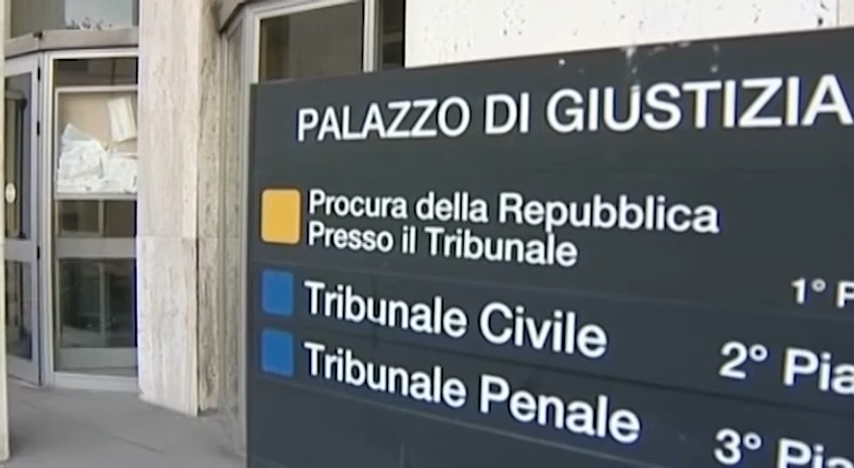 PALAZZO DI GIUSTIZIA
Procura della Repubblica
Presso il Tribunale
1° P
Tribunale Civile 2° Pia
Tribunale Penale 3° Pia